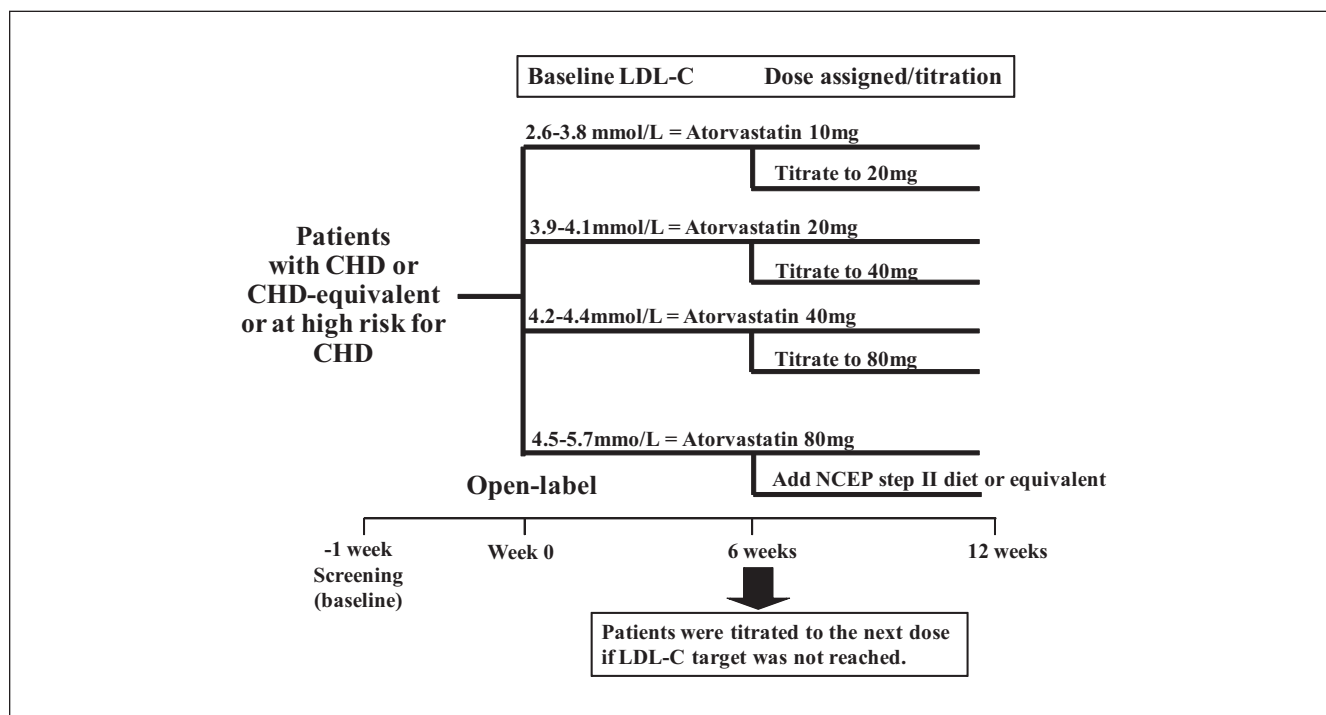 Baseline LDL-C Dose assigned/titration
2.6-3.8 mmol/L = Atorvastatin 10mg
Titrate to 20mg
3.9-4.1mmol/L = Atorvastatin 20mg
Titrate to 40mg
4.2-4.4mmol/L = Atorvastatin 40mg
Titrate to 80mg
4.5-5.7mmo/L = Atorvastatin 80mg
Add NCEP step II diet or equivalent
Patients
with CHD or
CHD-equivalent
or at high risk for
CHD
Open-label
-1 week
Screening
(baseline)
Week 0
6 weeks
12 weeks
Patients were titrated to the next dose
if LDL-C target was not reached.